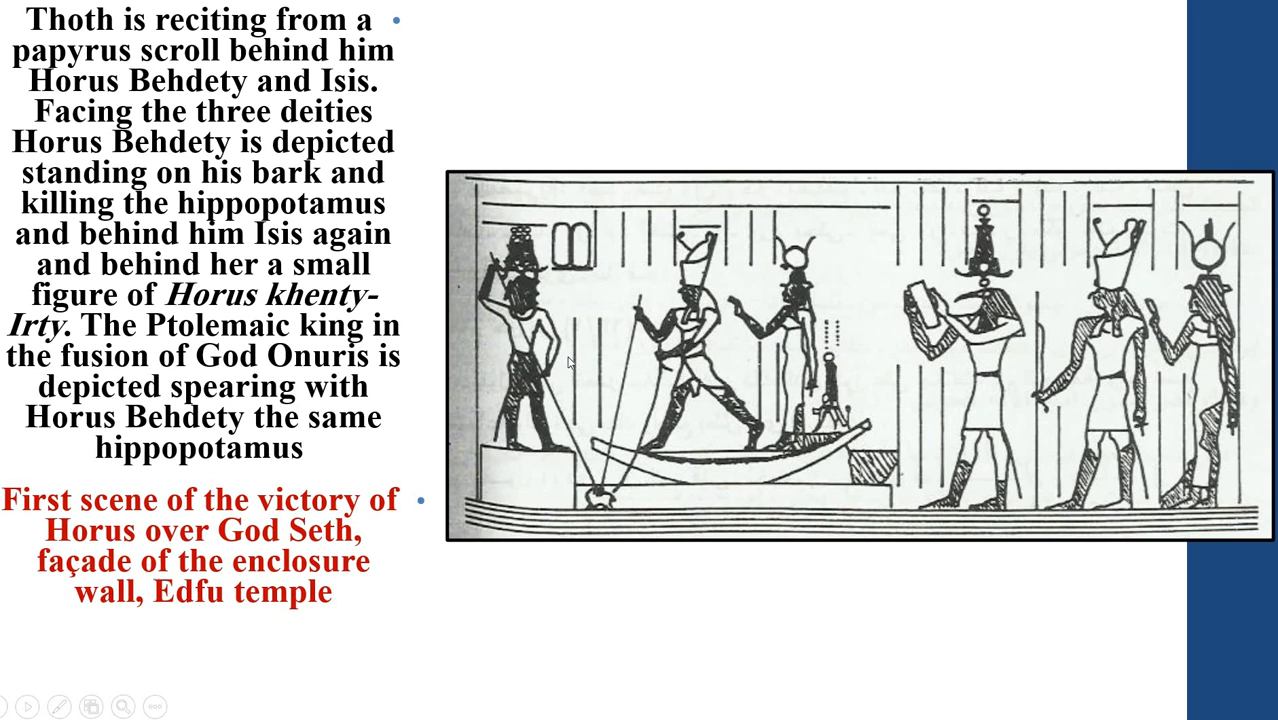 Thoth is reciting from a
papyrus scroll behind him
Horus Behdety and Isis.
Facing the three deities
Horus Behdety is depicted
standing on his bark and
killing the hippopotamus
and behind him Isis again
and behind her a small
figure of Horus khenty-
Irty. The Ptolemaic king in
the fusion of God Onuris is
depicted spearing with
Horus Behdety the same
hippopotamus
First scene of the victory of
Horus over God Seth,
façade of the enclosure
wall, Edfu temple